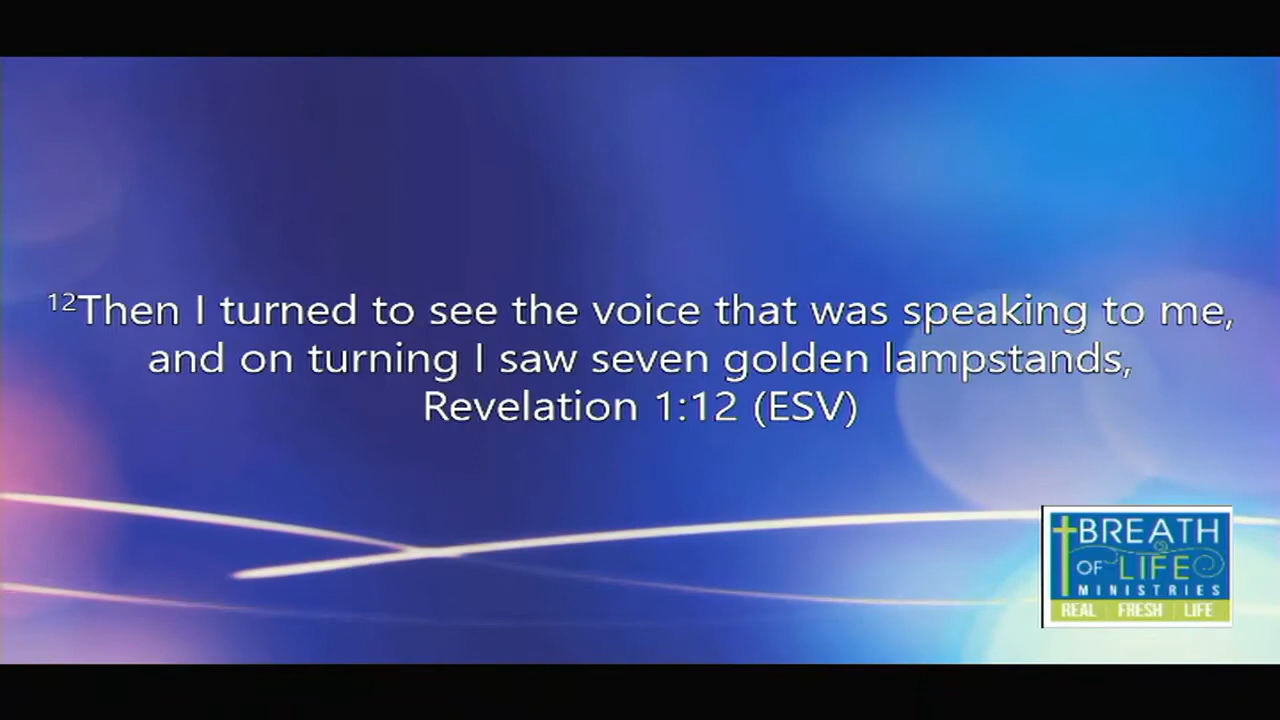 12Then I turned to see the voice that was speaking to me,
and on turning I saw seven golden lampstands,
Revelation 1:12 (ESV)
BREATH
OF LIFE
MINISTRIES
REAL | FRESH | LIFE